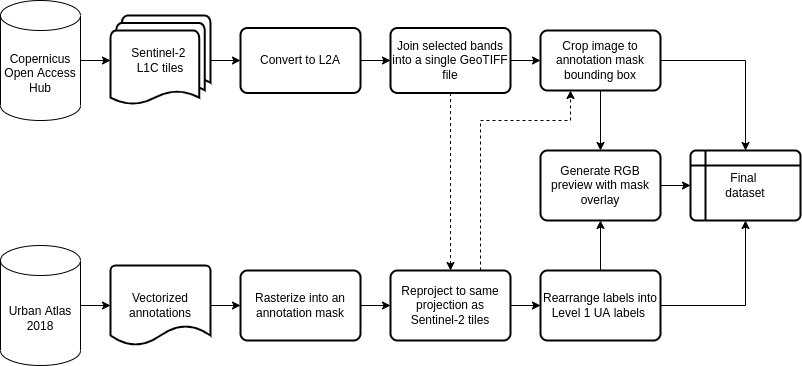 Copernicus
Open Access
Hub
Sentinel-2
L1C tiles
Convert to L2A
Join selected bands
into a single GeoTIFF
file
Crop image to
annotation mask
bounding box
Generate RGB
preview with mask
overlay
Final
dataset
Urban Atlas
2018
Vectorized
annotations
Rasterize into an
annotation mask
Reproject to same
projection as
Sentinel-2 tiles
Rearrange labels into
Level 1 UA labels